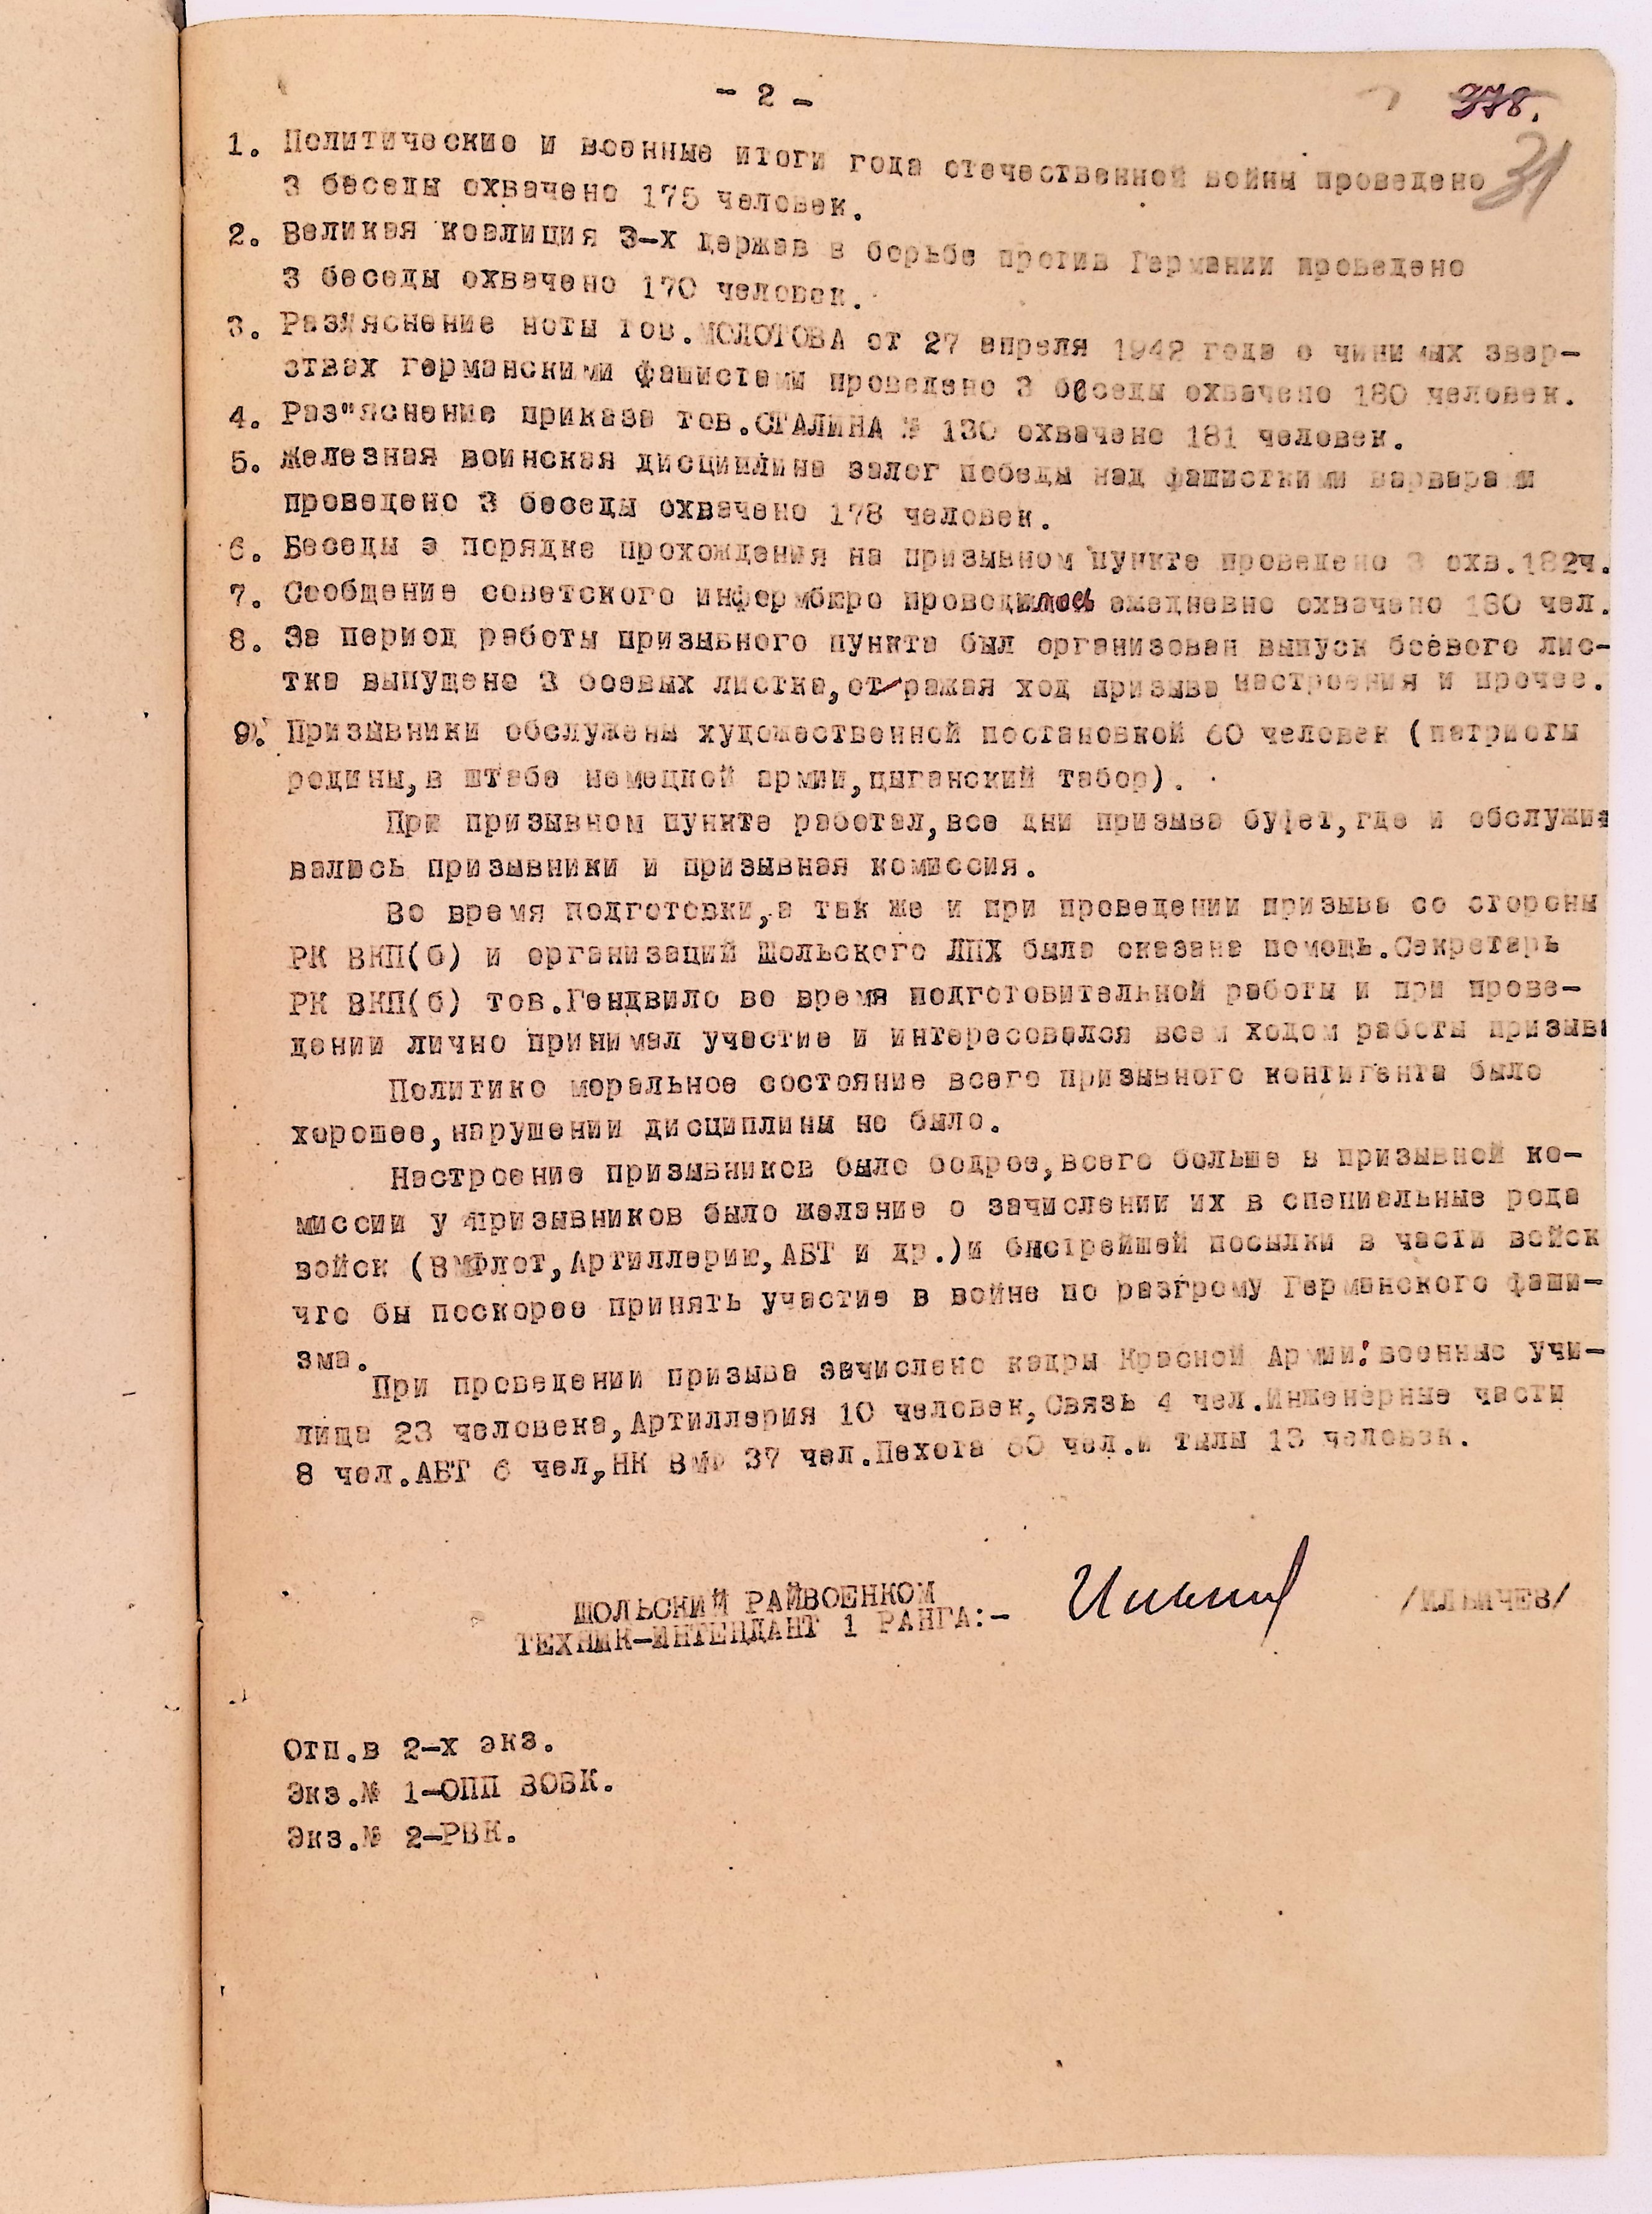 - 2 -
378.
31
1. Политические и военные итоги года отечественной войны проведено
3 беседы охвачено 175 человек.
2. Великая коалиция 3-х держав в борьбе против Германии проведено
3 беседы охвачено 170 человек.
3. Раз"яснение ноты тов.МОЛОТОВА от 27 апреля 1942 года о чинимых звер-
ствах германскими фашистами проведено 3 беседы охвачено 180 человек.
4. Раз"яснение приказа тов.СТАЛИНА № 130 охвачено 181 человек.
5. Железная воинская дисциплина залог победы над фашисткими варварами
проведено 3 беседы охвачено 178 человек.
6. Беседы о порядке прохождения на призывном пункте проведено 3 охв.182ч.
7. Сообщение советского информбюро проводилось ежедневно охвачено 180 чел.
8. За период работы призывного пункта был организован выпуск боевого лис-
тка выпущено 3 боевых листка,отражая ход призыва настроения и прочее.
9. Призывники обслужены художественной постановкой 60 человек (патриоты
родины,в штабе немецкой армии,цыганский табор).
При призывном пункте работал,все дни призыва буфет,где и обслужи-
вались призывники и призывная комиссия.
Во время подготовки,а так же и при проведении призыва со стороны
РК ВКП(б) и организаций Шольского ЛПХ была оказана помощь.Секретарь
РК ВКП(б) тов.Гендвило во время подготовительной работы и при прове-
дении лично принимал участие и интересовался всем ходом работы призыва
Политико моральное состояние всего призывного контигента было
хорошее,нарушении дисциплины не было.
Настроение призывников было бодрое,всего больше в призывной ко-
миссии у призывников было желание о зачислении их в специальные рода
войск (ВМФлот,Артиллерию,АБТ и др.)и быстрейшей посылки в части войск
что бы поскорее принять участие в войне по разгрому Германского фаши-
зма.
При проведении призыва зачислено кадры Красной Армии: военные учи-
лища 23 человека,Артиллерия 10 человек,Связь 4 чел.Инженерные части
8 чел.АБТ 6 чел,НК ВМФ 37 чел.Пехота 60 чел.и тылы 13 человек.
ШОЛЬСКИЙ РАЙВОЕНКОМ
ТЕХНИК-ИНТЕНДАНТ 1 РАНГА:- /ИЛЬИЧЕВ/
Отп.в 2-х экз.
Экз.№ 1-ОПП ВОВК.
Экз.№ 2-РВК.